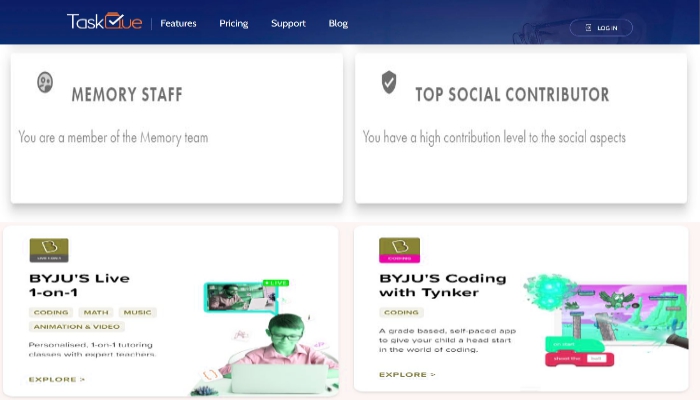 TaskQue
Features
Pricing
Support
Blog
LOG IN
MEMORY STAFF
You are a member of the Memory team
TOP SOCIAL CONTRIBUTOR
You have a high contribution level to the social aspects
BYJU'S Live
1-on-1
CODING MATH MUSIC
ANIMATION & VIDEO
Personalised, 1-on-1 tutoring
classes with expert teachers.
EXPLORE >
LIVE
BYJU'S Coding
with Tynker
CODING
A grade based, self-paced app
to give your child a head start
in the world of coding.
EXPLORE >